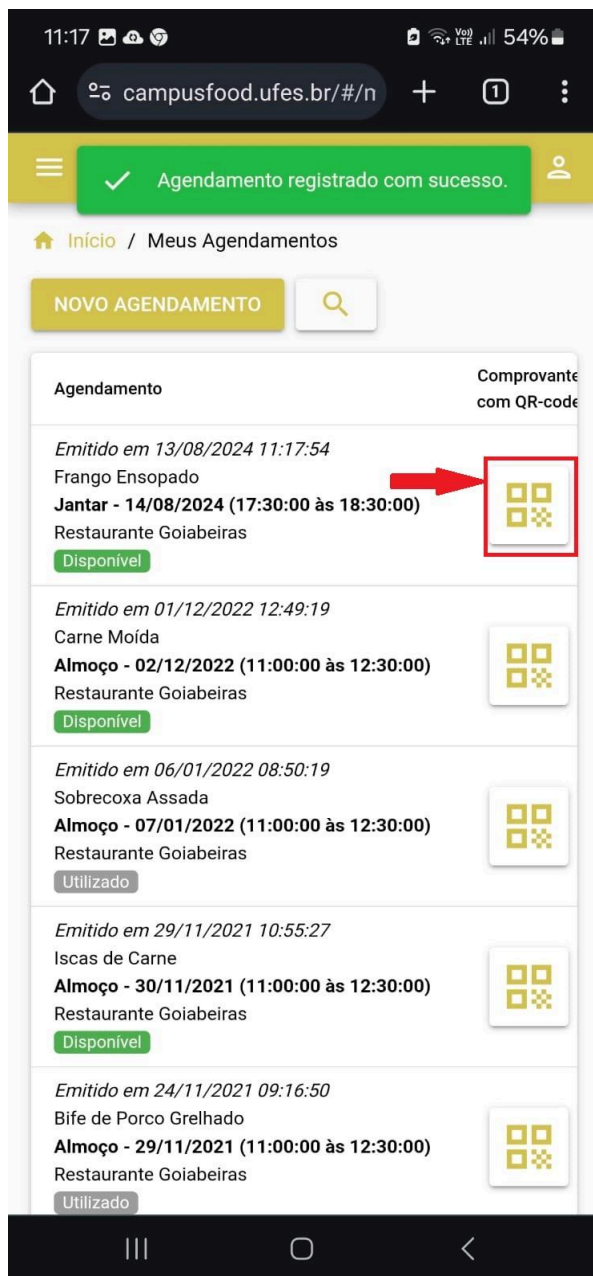 11:17
Voo)
LTE
54%
campusfood.ufes.br/#/n
1
Agendamento registrado com sucesso.
Início / Meus Agendamentos
NOVO AGENDAMENTO
Agendamento
Comprovante
com QR-code
Emitido em 13/08/2024 11:17:54
Frango Ensopado
Jantar - 14/08/2024 (17:30:00 às 18:30:00)
Restaurante Goiabeiras
Disponível
Emitido em 01/12/2022 12:49:19
Carne Moída
Almoço - 02/12/2022 (11:00:00 às 12:30:00)
Restaurante Goiabeiras
Disponível
Emitido em 06/01/2022 08:50:19
Sobrecoxa Assada
Almoço - 07/01/2022 (11:00:00 às 12:30:00)
Restaurante Goiabeiras
Utilizado
Emitido em 29/11/2021 10:55:27
Iscas de Carne
Almoço - 30/11/2021 (11:00:00 às 12:30:00)
Restaurante Goiabeiras
Disponível
Emitido em 24/11/2021 09:16:50
Bife de Porco Grelhado
Almoço - 29/11/2021 (11:00:00 às 12:30:00)
Restaurante Goiabeiras
Utilizado